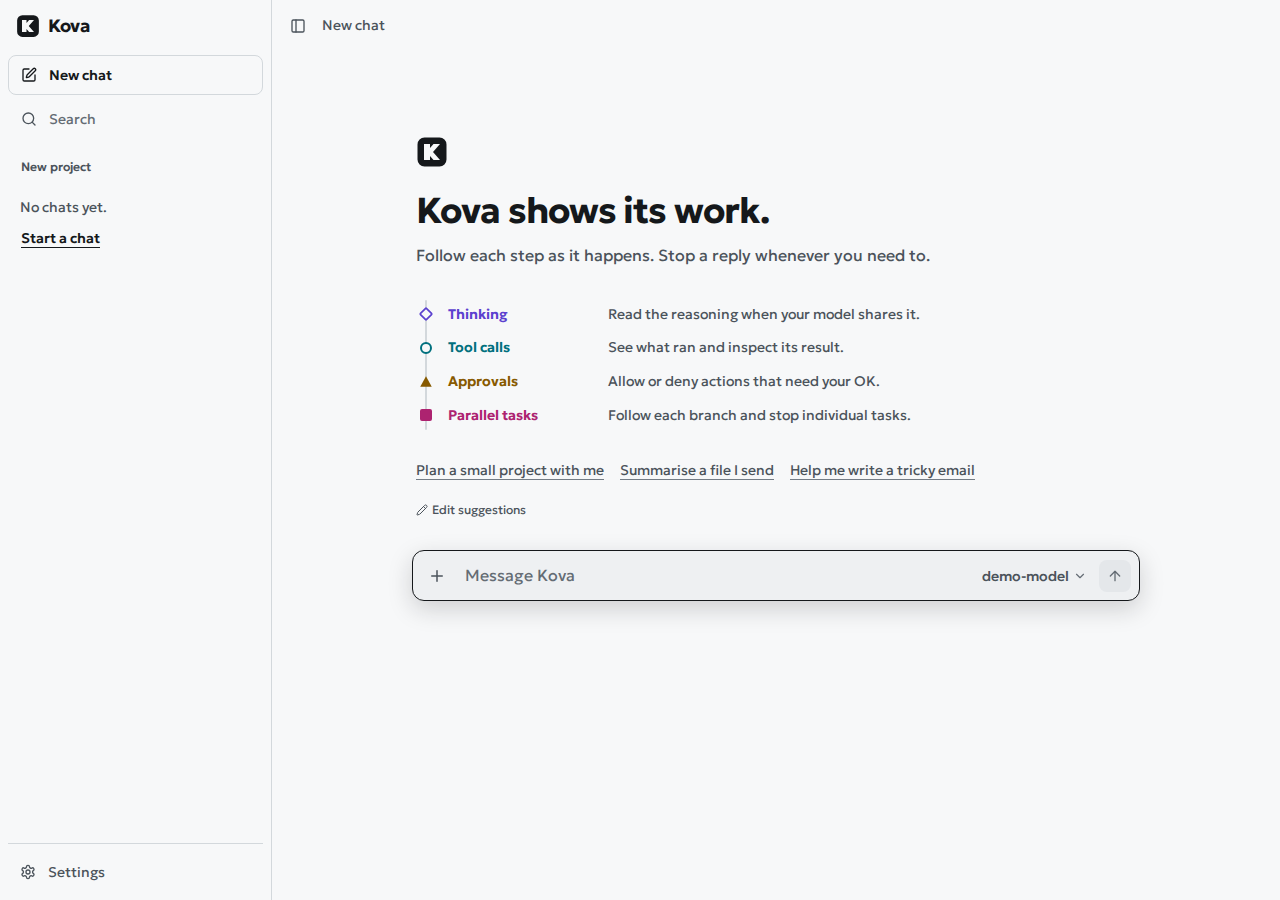 Kova
New chat
Search
New project
No chats yet.
Start a chat
Settings
New chat
Kova shows its work.
Follow each step as it happens. Stop a reply whenever you need to.
Thinking Read the reasoning when your model shares it.
Tool calls See what ran and inspect its result.
Approvals Allow or deny actions that need your OK.
Parallel tasks Follow each branch and stop individual tasks.
Plan a small project with me Summarise a file I send Help me write a tricky email
Edit suggestions
Message Kova demo-model